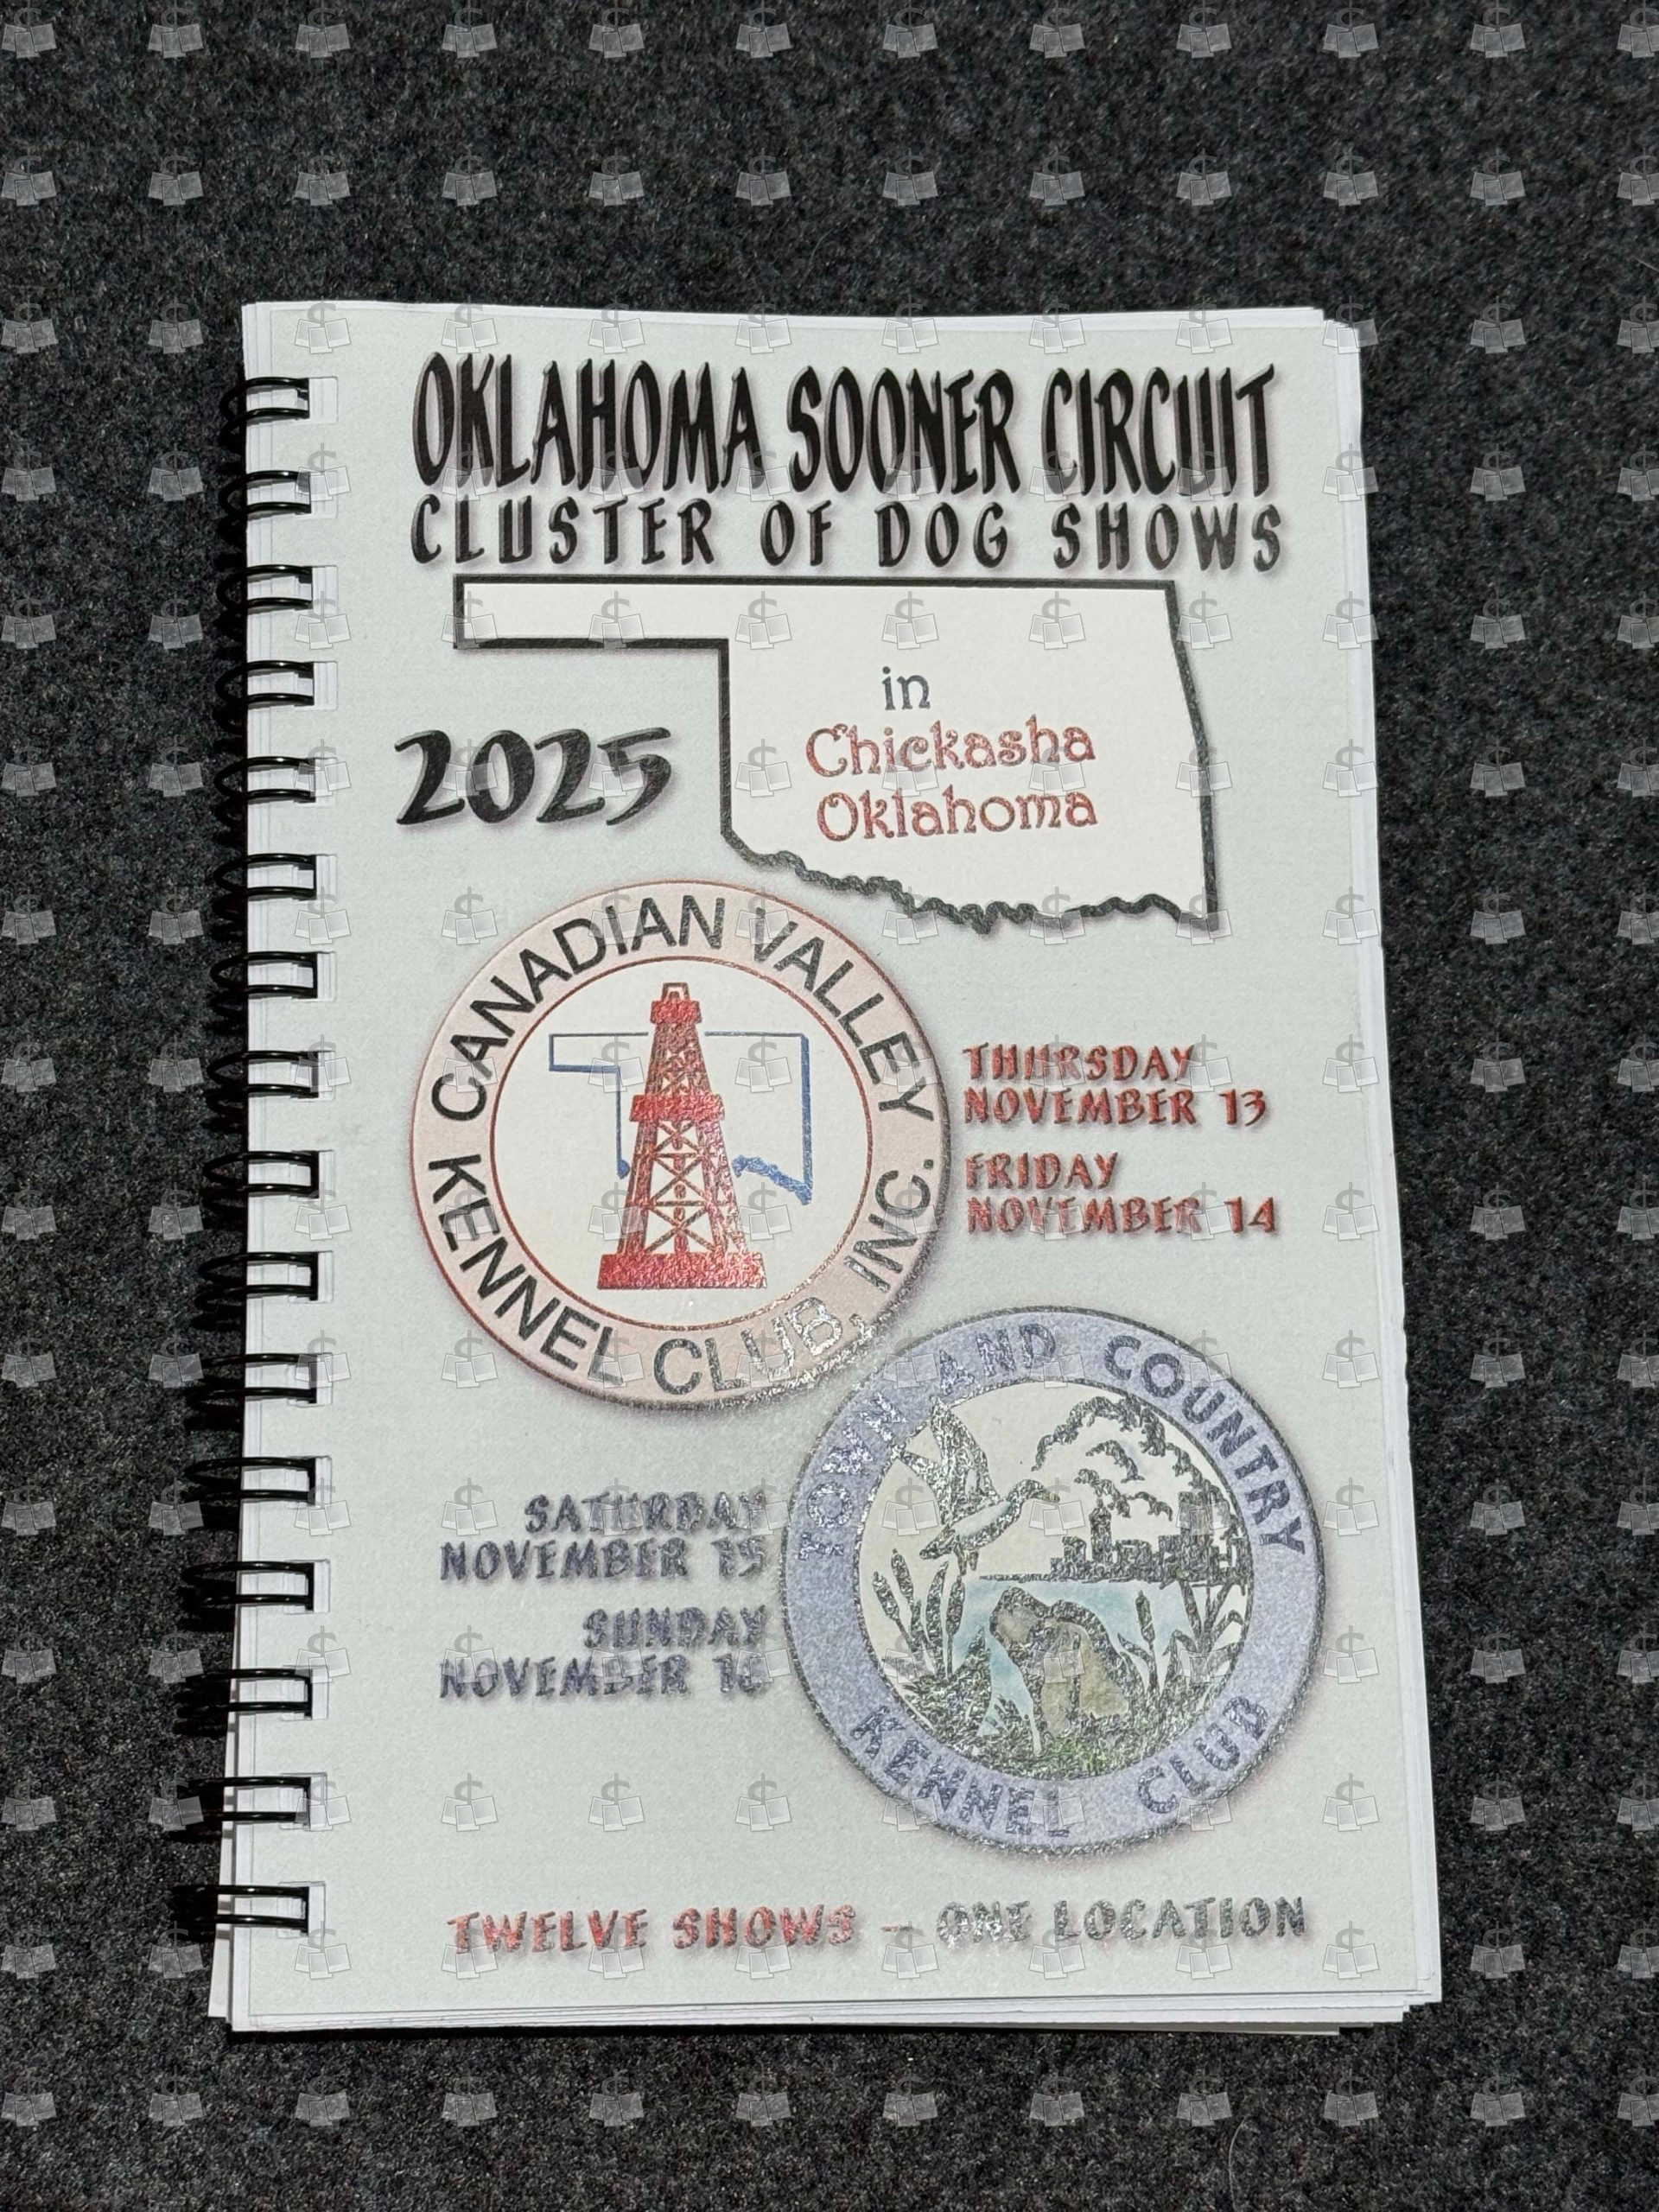 OKLAHOMA SOONER CIRCUIT
CLUSTER OF DOG SHOWS
in
Chickasha
Oklahoma
2025
CANADIAN VALLEY
KENNEL CLUB, INC.
THURSDAY
NOVEMBER 13
FRIDAY
NOVEMBER 14
TOWN AND COUNTRY
KENNEL CLUB
SATURDAY
NOVEMBER 15
SUNDAY
NOVEMBER 16
TWELVE SHOWS – ONE LOCATION